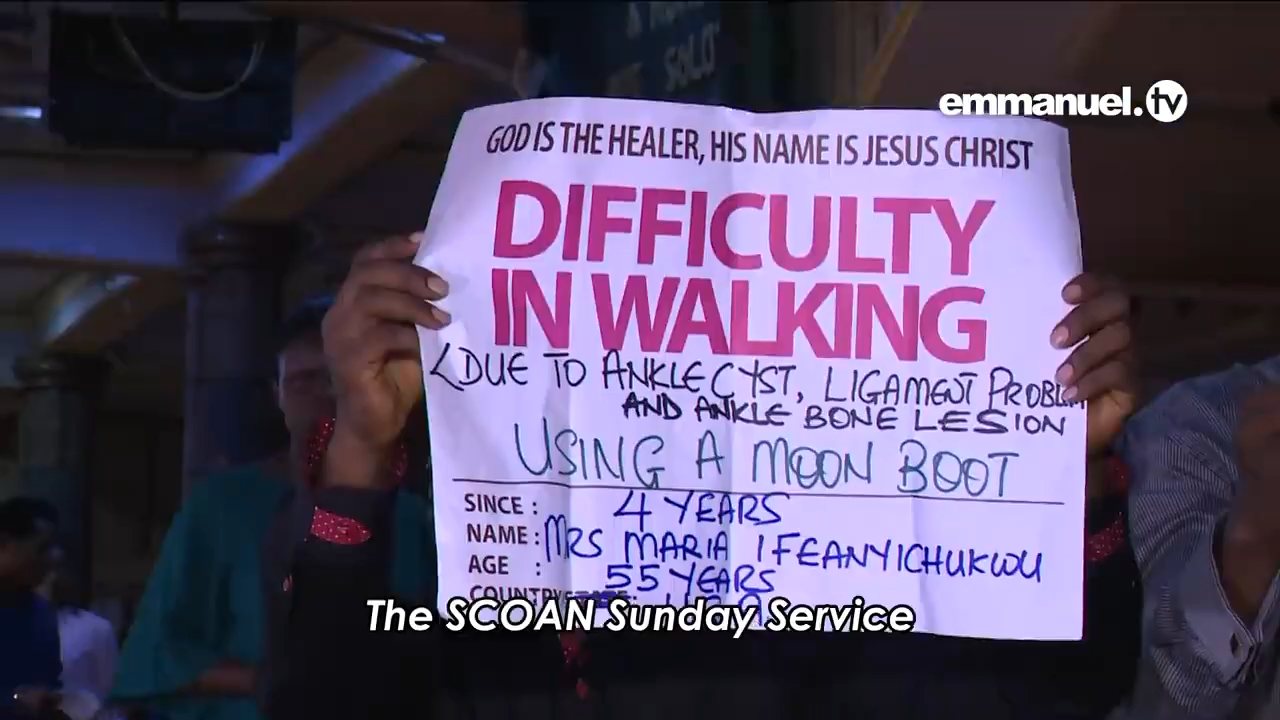 SOLO
emmanuel.tv
GOD IS THE HEALER, HIS NAME IS JESUS CHRIST
DIFFICULTY
IN WALKING
<DUE TO ANKLE CYST, LIGAMENT PROBLEM
AND ANKLE BONE LESION
USING A MOON BOOT
SINCE : 4 YEARS
NAME : MRS MARIA IFEANYICHUKWU
AGE : 55 YEARS
COUNTRY
The SCOAN Sunday Service